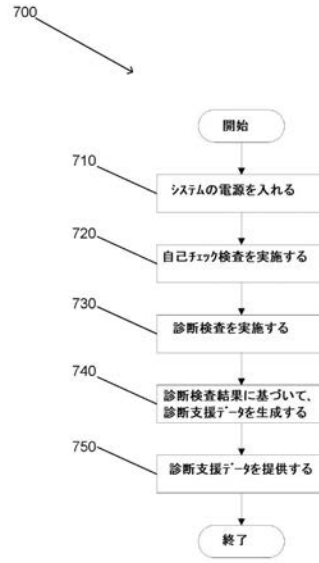 700
開始
710
システムの電源を入れる
720
自己チェック検査を実施する
730
診断検査を実施する
740
診断検査結果に基づいて、
診断支援データを生成する
750
診断支援データを提供する
終了